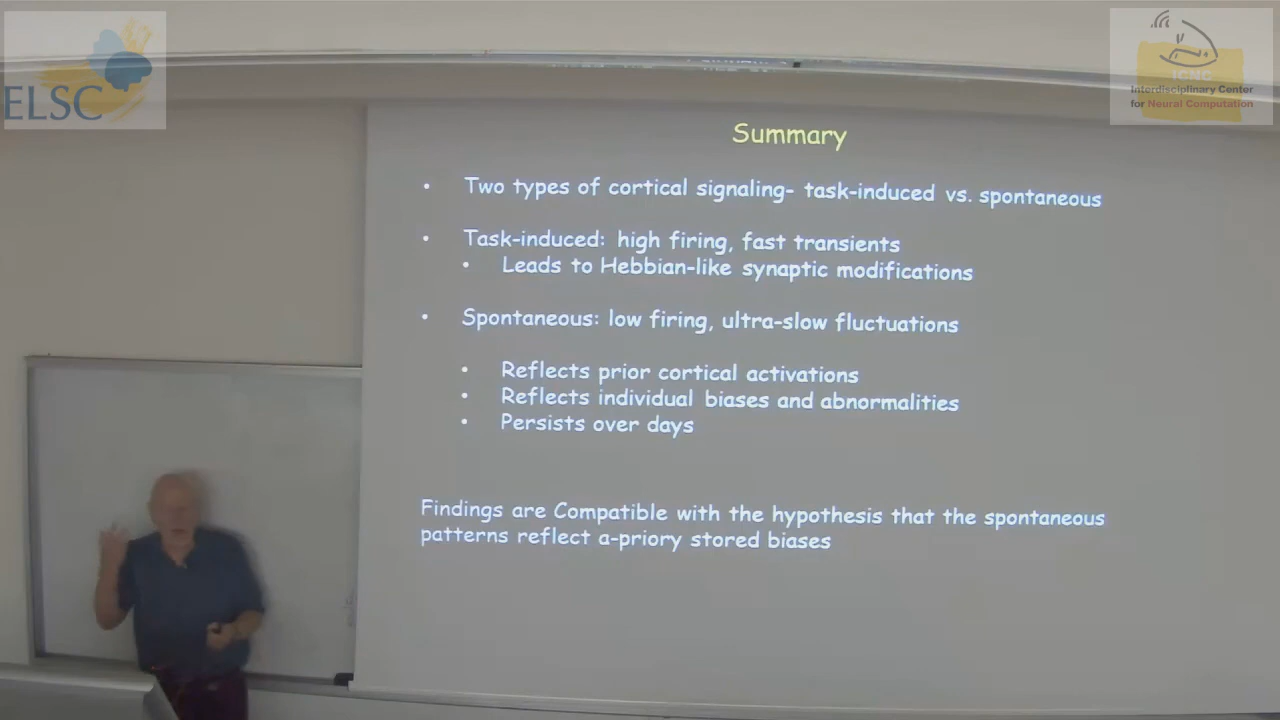 ELSC
ICNC
Interdisciplinary Center
for Neural Computation
Summary
• Two types of cortical signaling- task-induced vs. spontaneous
• Task-induced: high firing, fast transients
• Leads to Hebbian-like synaptic modifications
• Spontaneous: low firing, ultra-slow fluctuations
• Reflects prior cortical activations
• Reflects individual biases and abnormalities
• Persists over days
Findings are Compatible with the hypothesis that the spontaneous
patterns reflect a-priory stored biases